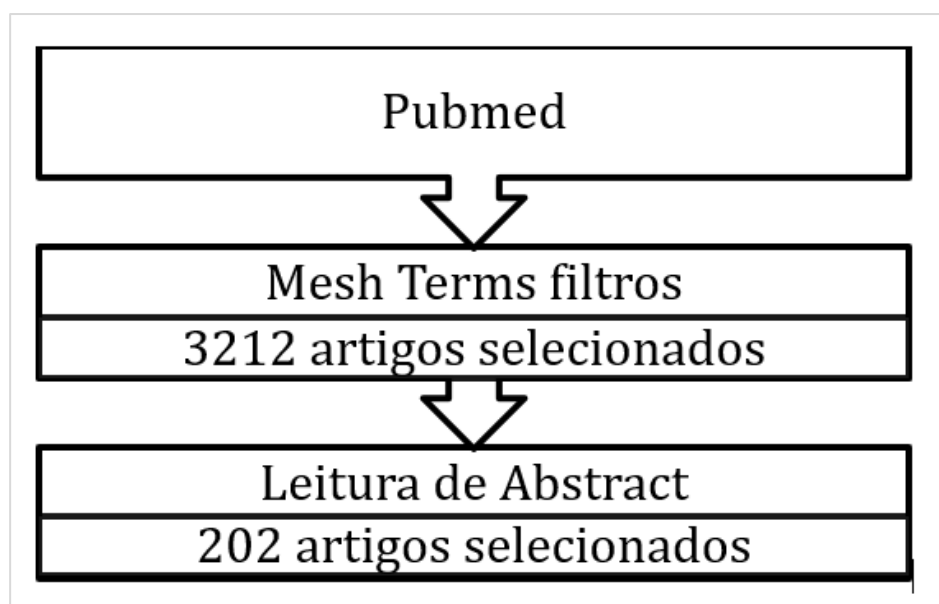 Pubmed
Mesh Terms filtros
3212 artigos selecionados
Leitura de Abstract
202 artigos selecionados